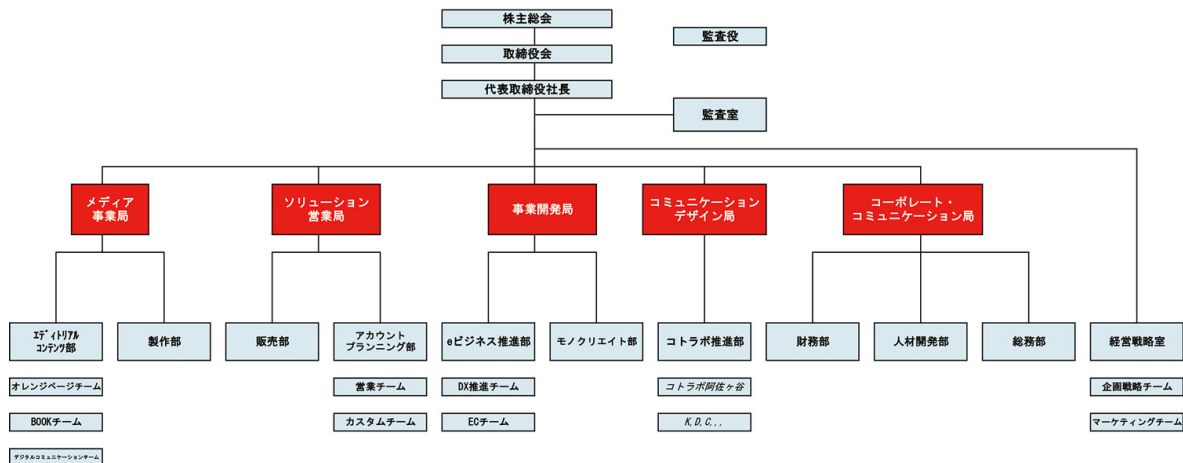 株主総会
監査役
取締役会
代表取締役社長
監査室
メディア
事業局
ソリューション
営業局
事業開発局
コミュニケーション
デザイン局
コーポレート・
コミュニケーション局
エディトリアル
コンテンツ部
製作部
販売部
アカウント
プランニング部
eビジネス推進部
モノクリエイト部
コトラボ推進部
財務部
人材開発部
総務部
経営戦略室
オレンジページチーム
営業チーム
DX推進チーム
コトラボ阿佐ヶ谷
企画戦略チーム
BOOKチーム
カスタムチーム
ECチーム
K,D,C,,,
マーケティングチーム
デジタルコミュニケーションチーム